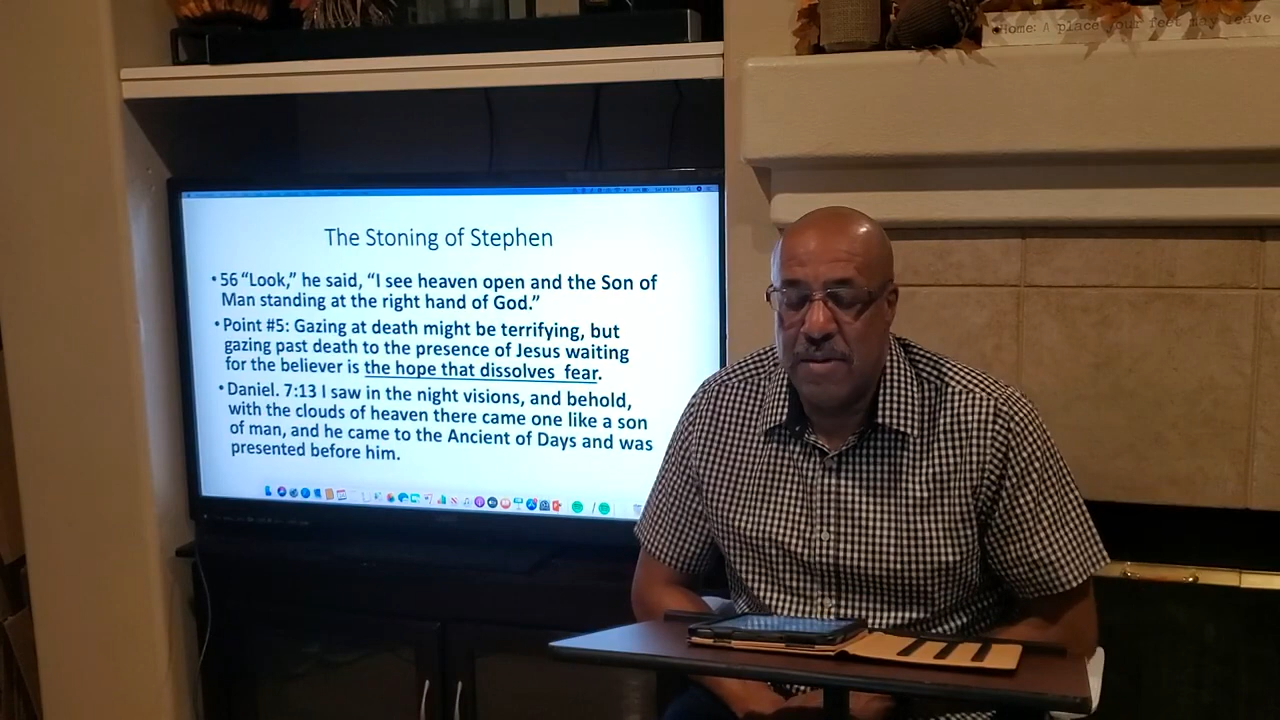 Home: A place your feet may leave
The Stoning of Stephen
• 56 “Look,” he said, “I see heaven open and the Son of
Man standing at the right hand of God.”
• Point #5: Gazing at death might be terrifying, but
gazing past death to the presence of Jesus waiting
for the believer is the hope that dissolves fear.
• Daniel. 7:13 I saw in the night visions, and behold,
with the clouds of heaven there came one like a son
of man, and he came to the Ancient of Days and was
presented before him.